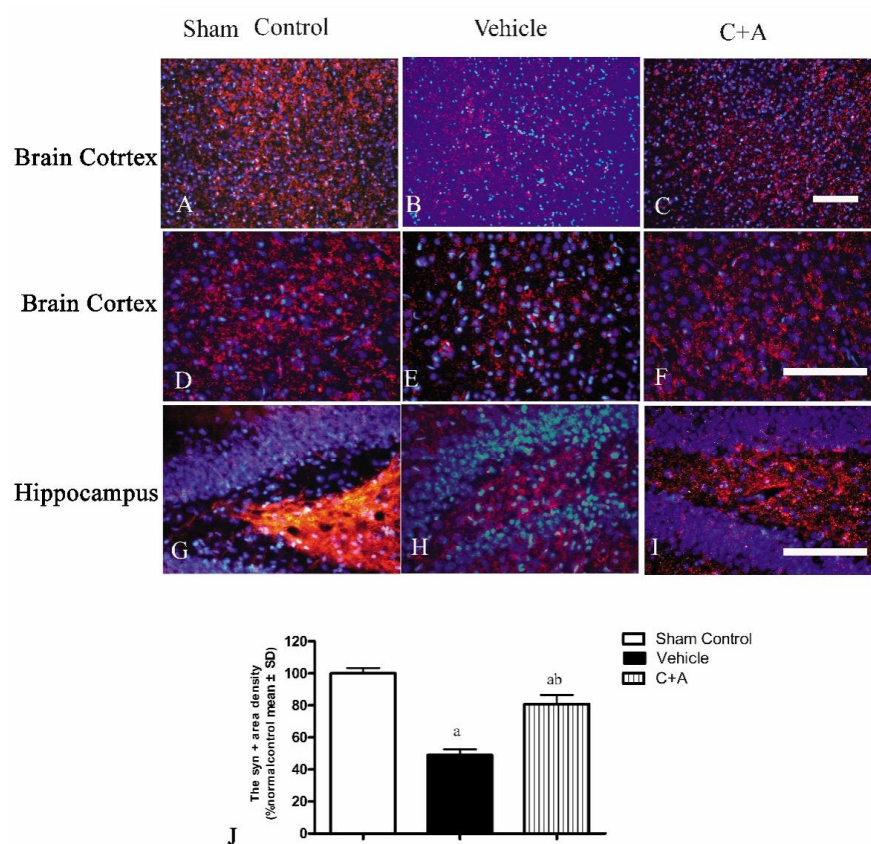 Sham Control Vehicle C+A
Brain Cotrtex
A B C
Brain Cortex
D E F
Hippocampus
G H I
The syn + area density
(%normalcontrol mean ± SD)
120
100
80
60
40
20
0
a
ab
Sham Control
Vehicle
C+A
J